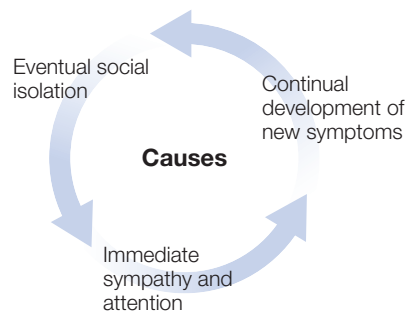 Eventual social
isolation
Continual
development of
new symptoms
Causes
Immediate
sympathy and
attention